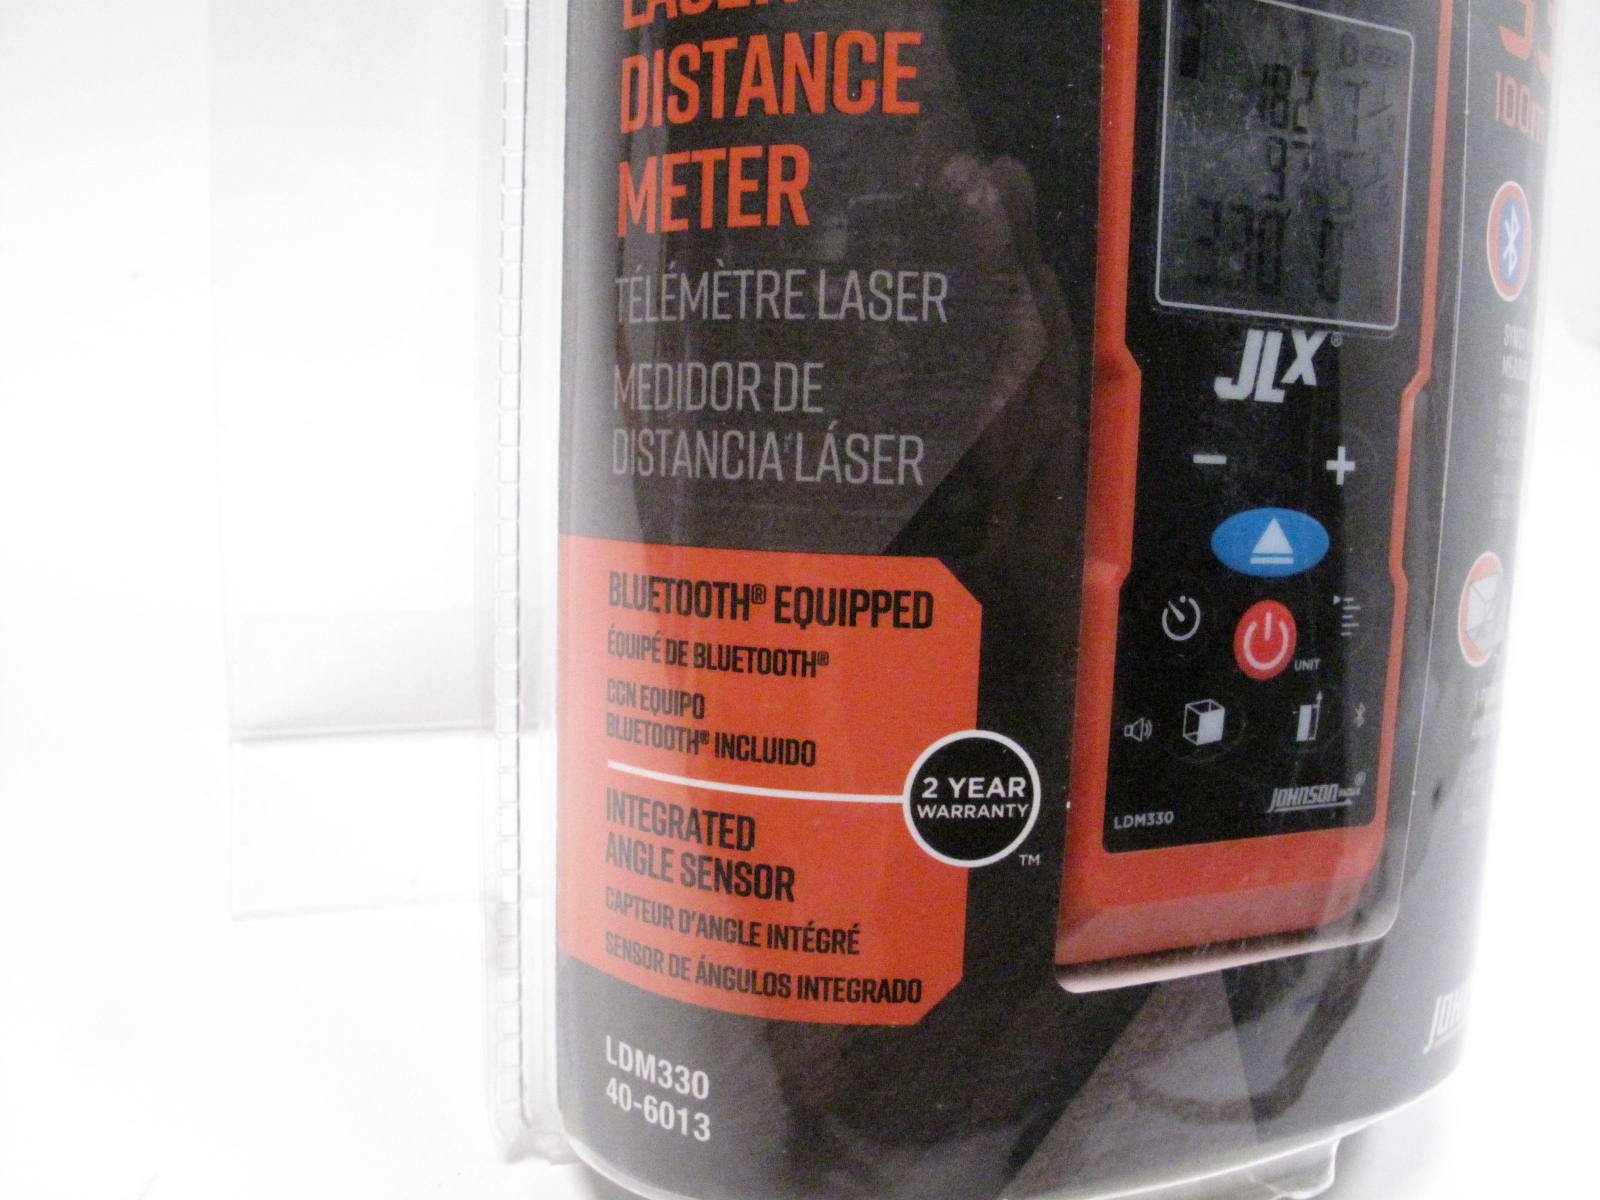 LASER
DISTANCE
METER
TÉLÉMÈTRE LASER
MEDIDOR DE
DISTANCIA LÁSER
BLUETOOTH® EQUIPPED
ÉQUIPÉ DE BLUETOOTH®
CON EQUIPO
BLUETOOTH® INCLUIDO
2 YEAR
WARRANTY
TM
INTEGRATED
ANGLE SENSOR
CAPTEUR D'ANGLE INTÉGRÉ
SENSOR DE ÁNGULOS INTEGRADO
LDM330
40-6013
JLX®
UNIT
JOHNSON
LDM330
100m